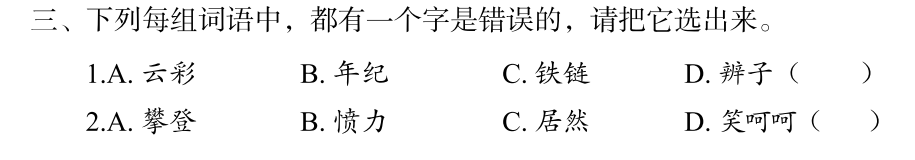 三、下列每组词语中，都有一个字是错误的，请把它选出来。
1.A. 云彩 B. 年纪 C. 铁链 D. 辨子（ ）
2.A. 攀登 B. 愤力 C. 居然 D. 笑呵呵（ ）